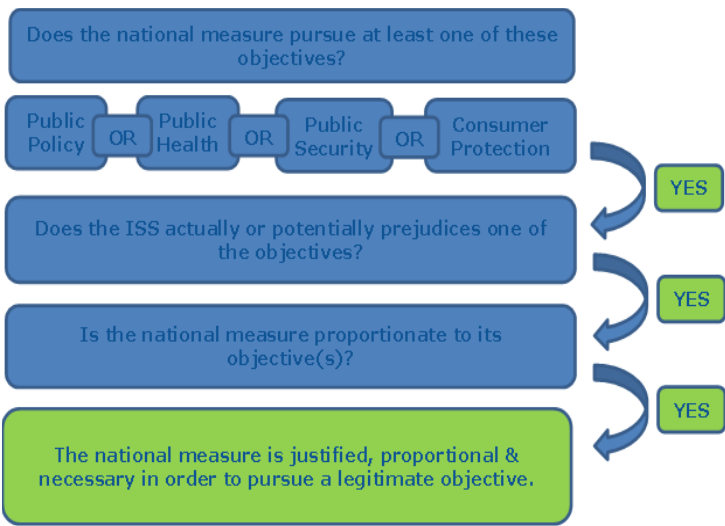 Does the national measure pursue at least one of these
objectives?
Public
Policy
OR
Public
Health
OR
Public
Security
OR
Consumer
Protection
YES
Does the ISS actually or potentially prejudices one of
the objectives?
YES
Is the national measure proportionate to its
objective(s)?
YES
The national measure is justified, proportional &
necessary in order to pursue a legitimate objective.